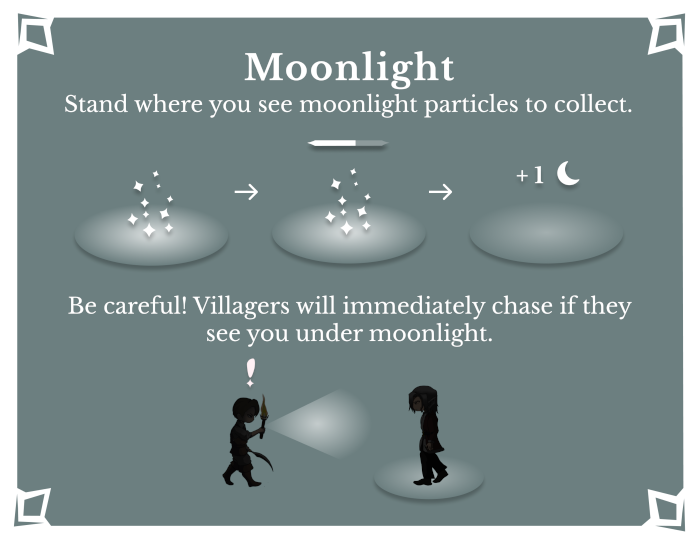 Moonlight
Stand where you see moonlight particles to collect.
+1
Be careful! Villagers will immediately chase if they
see you under moonlight.
!